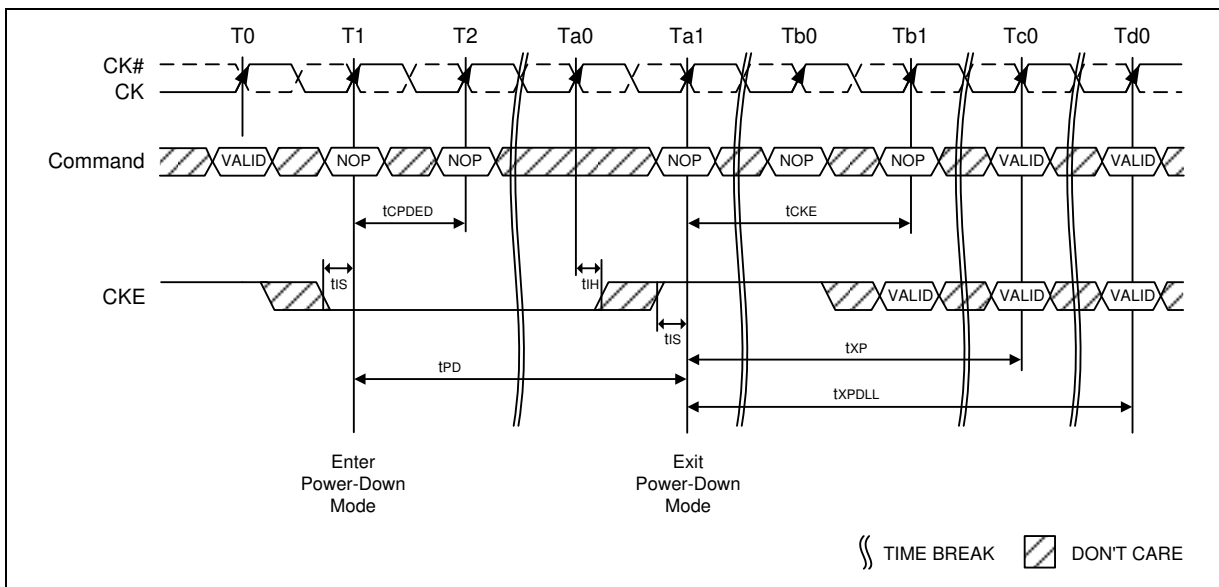 T0 T1 T2 Ta0 Ta1 Tb0 Tb1 Tc0 Td0
CK#
CK
Command VALID NOP NOP NOP NOP NOP VALID VALID
tCPDED tCKE
tIS tIH
CKE VALID VALID VALID
tIS
tXP
tPD
tXPDLL
Enter Power-Down Mode
Exit Power-Down Mode
TIME BREAK DON'T CARE